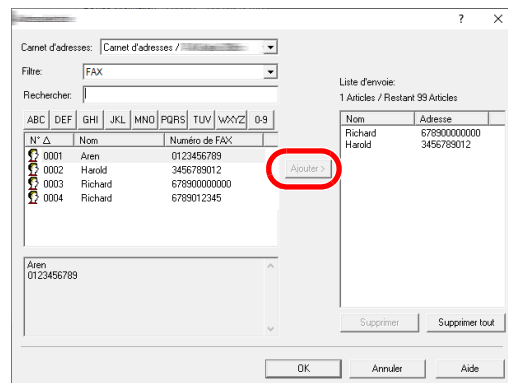 ? ×
Carnet d'adresses: Carnet d'adresses /
Filtre: FAX
Rechercher:
ABC DEF GHI JKL MNO PQRS TUV WXYZ 0-9
N° △ Nom Numéro de FAX
0001 Aren 0123456789
0002 Harold 3456789012
0003 Richard 678900000000
0004 Richard 6789012345
Aren
0123456789
Ajouter >
Liste d'envoie:
1 Articles / Restant 99 Articles
Nom Adresse
Richard 678900000000
Harold 3456789012
Supprimer Supprimer tout
OK Annuler Aide